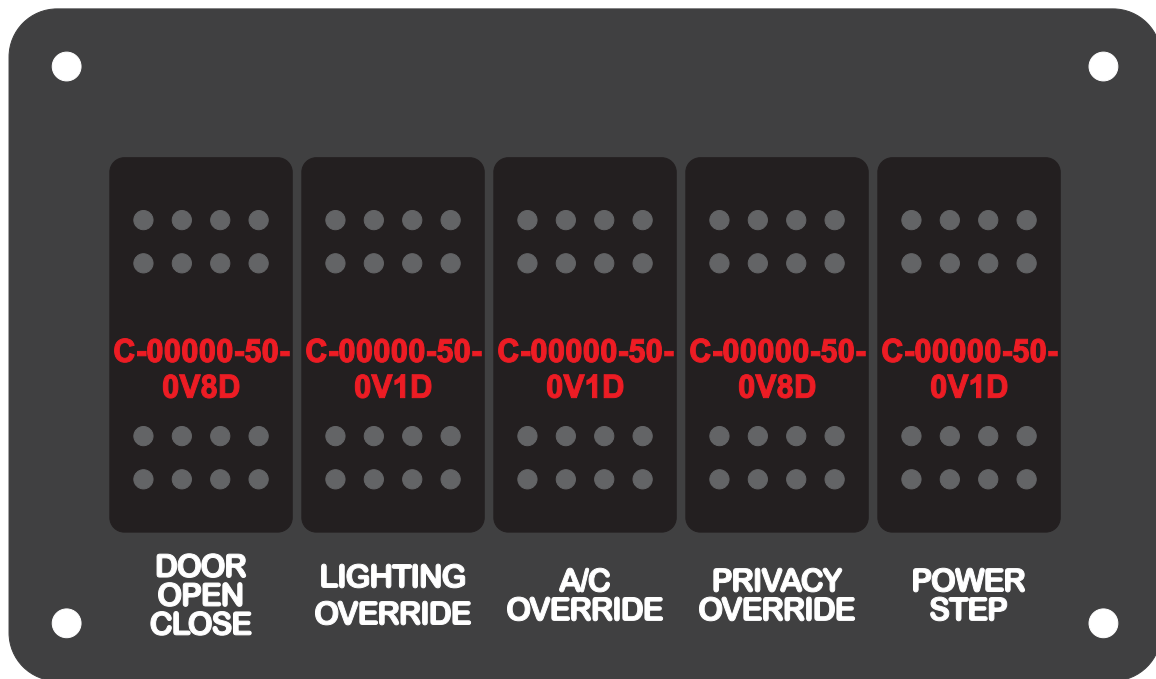 C-00000-50-
0V8D
C-00000-50-
0V1D
C-00000-50-
0V1D
C-00000-50-
0V8D
C-00000-50-
0V1D
DOOR
OPEN
CLOSE
LIGHTING
OVERRIDE
A/C
OVERRIDE
PRIVACY
OVERRIDE
POWER
STEP